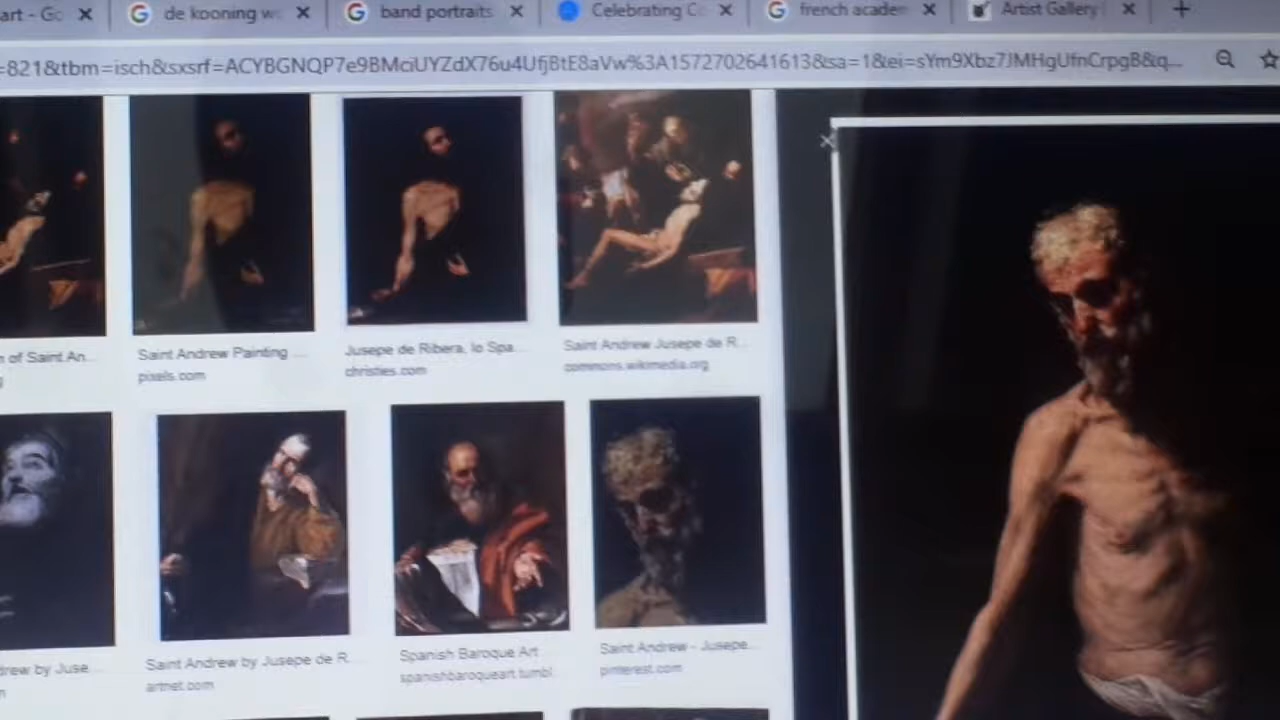 art - Go
de kooning w
band portraits
Celebrating C
french acade
Artist Gallery
=821&tbm=isch&sxsrf=ACYBGNQP7e9BMciUYZdX76u4UfjBtE8aVw%3A1572702641613&sa=1&ei=sYm9Xbz7JMHgUfnCrpgB&q...
n of Saint An...
Saint Andrew Painting ...
pixels.com
Jusepe de Ribera, lo Spa...
christies.com
Saint Andrew Jusepe de R...
commons.wikimedia.org
drew by Juse...
Saint Andrew by Jusepe de R...
artnet.com
Spanish Baroque Art ...
spanishbaroqueart.tumbl...
Saint Andrew - Jusepe...
pinterest.com